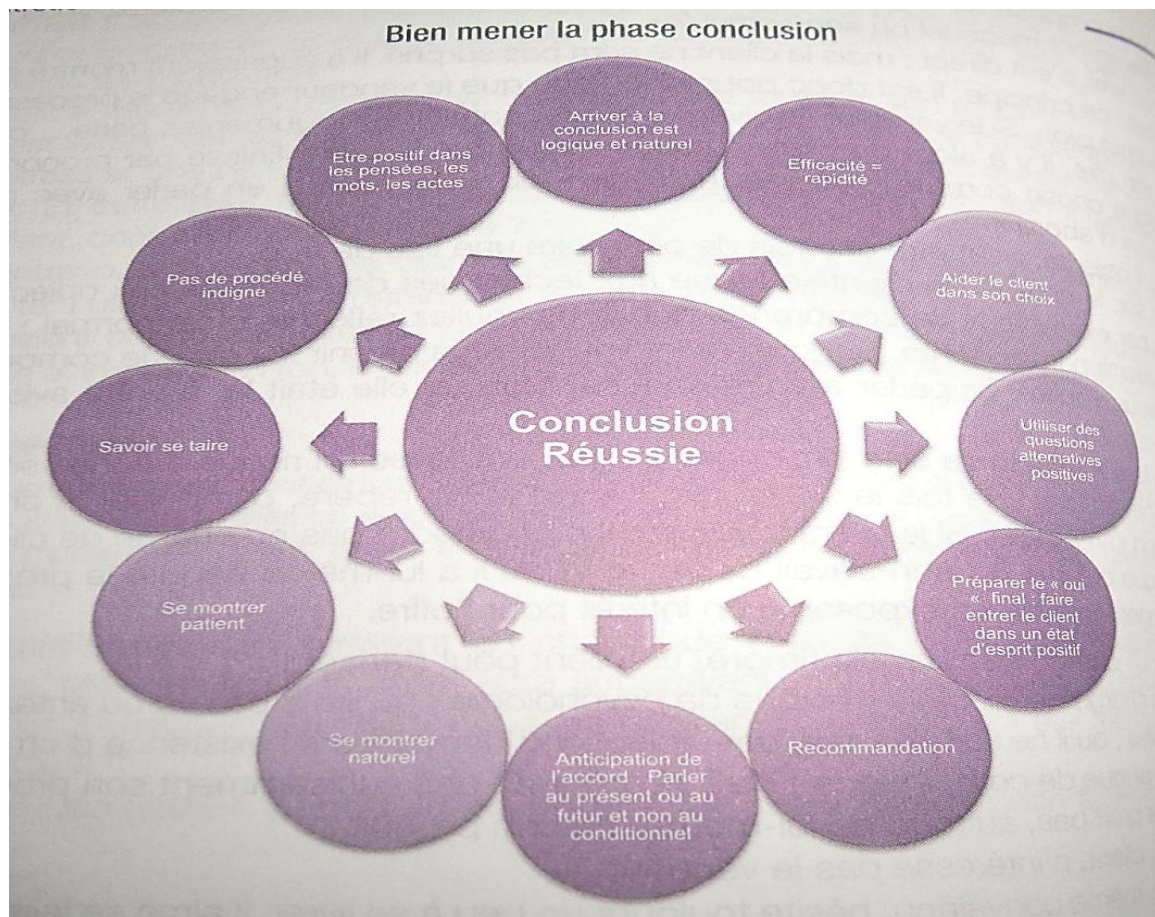 Bien mener la phase conclusion
Arriver à la
conclusion est
logique et naturel
Efficacité =
rapidité
Aider le client
dans son choix
Utiliser des
questions
alternatives
positives
Préparer le « oui
« final : faire
entrer le client
dans un état
d'esprit positif
Recommandation
Anticipation de
l'accord : Parler
au présent ou au
futur et non au
conditionnel
Se montrer
naturel
Se montrer
patient
Savoir se taire
Pas de procédé
indigne
Etre positif dans
les pensées, les
mots, les actes
Conclusion
Réussie